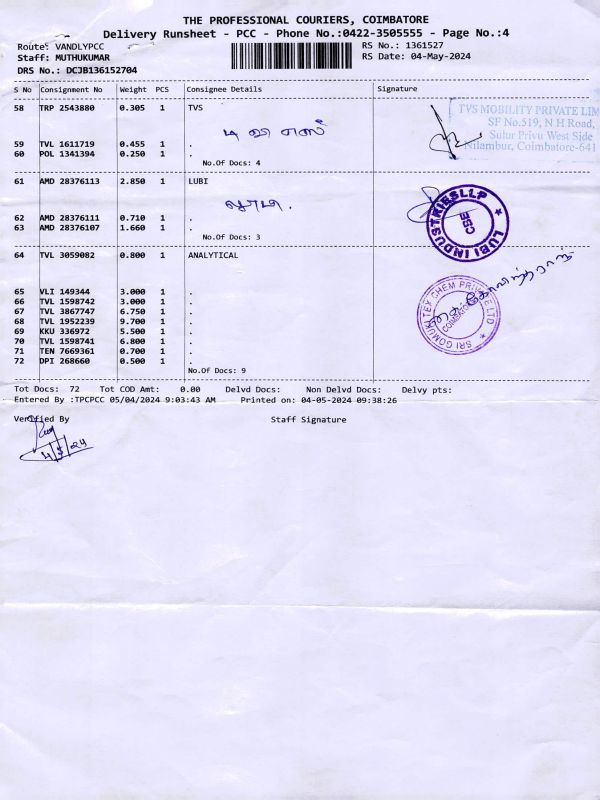 THE PROFESSIONAL COURIERS, COIMBATORE
Delivery Runsheet - PCC - Phone No.:0422-3505555 - Page No.:4
Route: VANDLYPCC
RS No.: 1361527
Staff: MUTHUKUMAR
RS Date: 04-May-2024
DRS No.: DCJB136152704
S No Consignment No Weight PCS Consignee Details Signature
58 TRP 2543880 0.305 1 TVS
டி வி எஸ்
TVS MOBILITY PRIVATE LIM
SF No.519, N.H.Road,
Sulur Privu West Side
Nilambur, Coimbatore-641
59 TVL 1611719 0.455 1 .
60 POL 1341394 0.250 1 .
No.Of Docs: 4
61 AMD 28376113 2.850 1 LUBI
லூபி.
LUBI INDUSTRIES LLP
CSE
62 AMD 28376111 0.710 1 .
63 AMD 28376107 1.660 1 .
No.Of Docs: 3
64 TVL 3059082 0.800 1 ANALYTICAL
SRI GOMUKI TEX CHEM PRIVATE LTD
65 VLI 149344 3.000 1 .
66 TVL 1598742 3.000 1 .
67 TVL 3867747 6.750 1 .
68 TVL 1952239 9.700 1 .
69 KKU 336972 5.500 1 .
70 TVL 1598741 6.800 1 .
71 TEN 7669361 0.700 1 .
72 DPI 268660 0.500 1 .
No.Of Docs: 9
Tot Docs: 72 Tot COD Amt: 0.00 Delvd Docs: Non Delvd Docs: Delvy pts:
Entered By :TPCPCC 05/04/2024 9:03:43 AM Printed on: 04-05-2024 09:38:26
Verified By Staff Signature
4/5/24